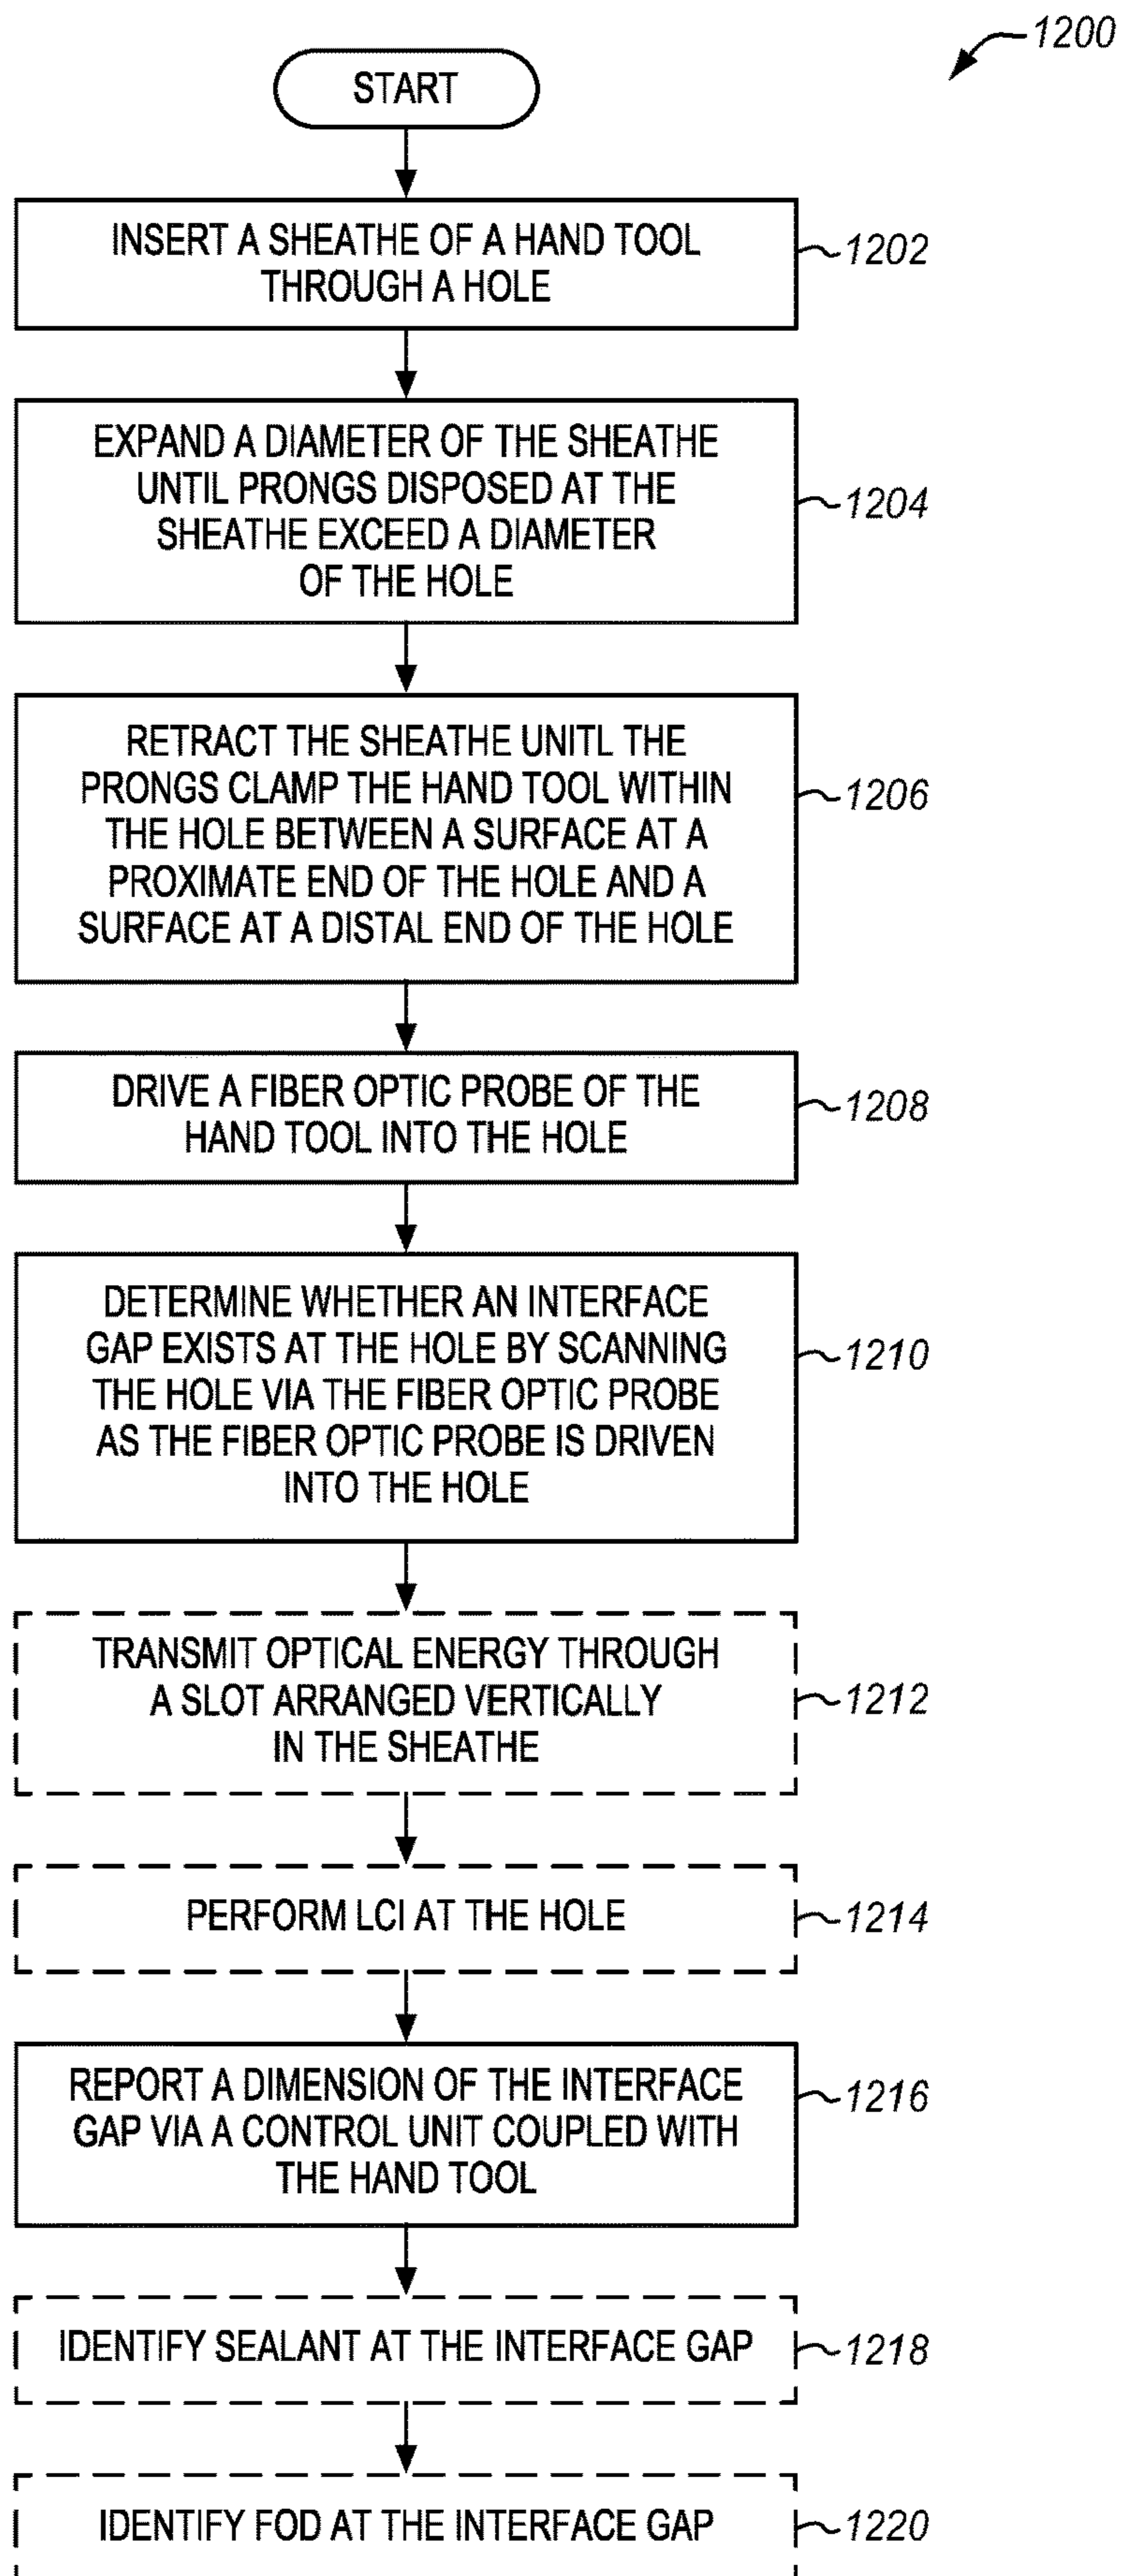 1200
START
INSERT A SHEATHE OF A HAND TOOL
THROUGH A HOLE
1202
EXPAND A DIAMETER OF THE SHEATHE
UNTIL PRONGS DISPOSED AT THE
SHEATHE EXCEED A DIAMETER
OF THE HOLE
1204
RETRACT THE SHEATHE UNITL THE
PRONGS CLAMP THE HAND TOOL WITHIN
THE HOLE BETWEEN A SURFACE AT A
PROXIMATE END OF THE HOLE AND A
SURFACE AT A DISTAL END OF THE HOLE
1206
DRIVE A FIBER OPTIC PROBE OF THE
HAND TOOL INTO THE HOLE
1208
DETERMINE WHETHER AN INTERFACE
GAP EXISTS AT THE HOLE BY SCANNING
THE HOLE VIA THE FIBER OPTIC PROBE
AS THE FIBER OPTIC PROBE IS DRIVEN
INTO THE HOLE
1210
TRANSMIT OPTICAL ENERGY THROUGH
A SLOT ARRANGED VERTICALLY
IN THE SHEATHE
1212
PERFORM LCI AT THE HOLE
1214
REPORT A DIMENSION OF THE INTERFACE
GAP VIA A CONTROL UNIT COUPLED WITH
THE HAND TOOL
1216
IDENTIFY SEALANT AT THE INTERFACE GAP
1218
IDENTIFY FOD AT THE INTERFACE GAP
1220